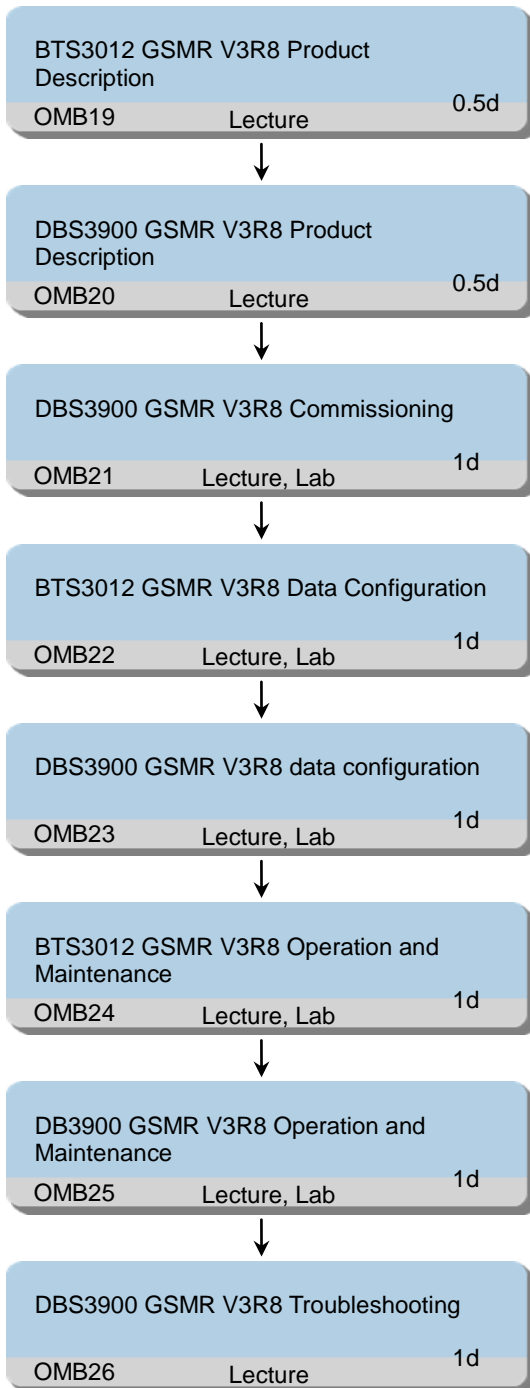 BTS3012 GSMR V3R8 Product
Description
0.5d
OMB19 Lecture
DBS3900 GSMR V3R8 Product
Description
0.5d
OMB20 Lecture
DBS3900 GSMR V3R8 Commissioning
1d
OMB21 Lecture, Lab
BTS3012 GSMR V3R8 Data Configuration
1d
OMB22 Lecture, Lab
DBS3900 GSMR V3R8 data configuration
1d
OMB23 Lecture, Lab
BTS3012 GSMR V3R8 Operation and
Maintenance
1d
OMB24 Lecture, Lab
DB3900 GSMR V3R8 Operation and
Maintenance
1d
OMB25 Lecture, Lab
DBS3900 GSMR V3R8 Troubleshooting
1d
OMB26 Lecture